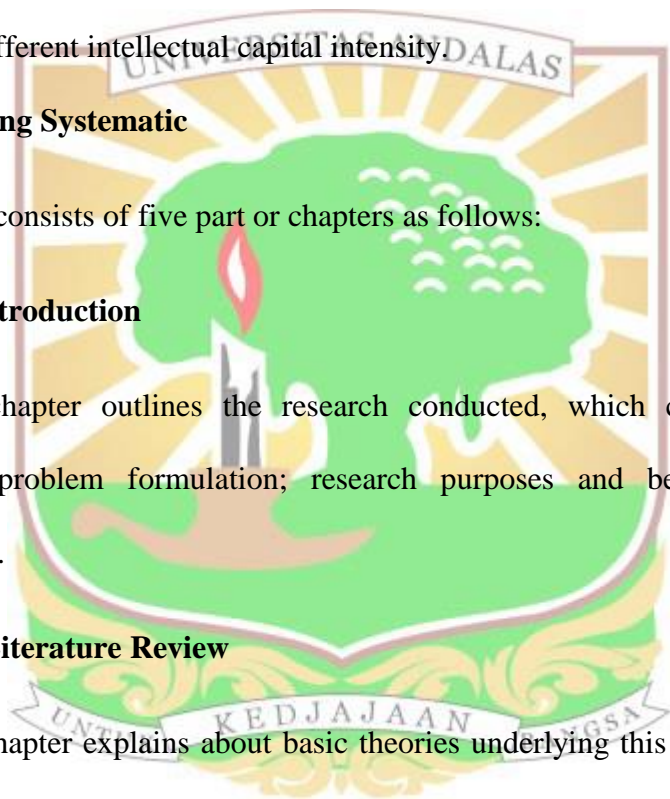 fferent intellectual capital intensity.
UNIVERSITAS ANDALAS
ng Systematic
consists of five part or chapters as follows:
troduction
hapter outlines the research conducted, which c
problem formulation; research purposes and be
.
iterature Review
UNTUK KEDJAJAAN BANGSA
hapter explains about basic theories underlying this